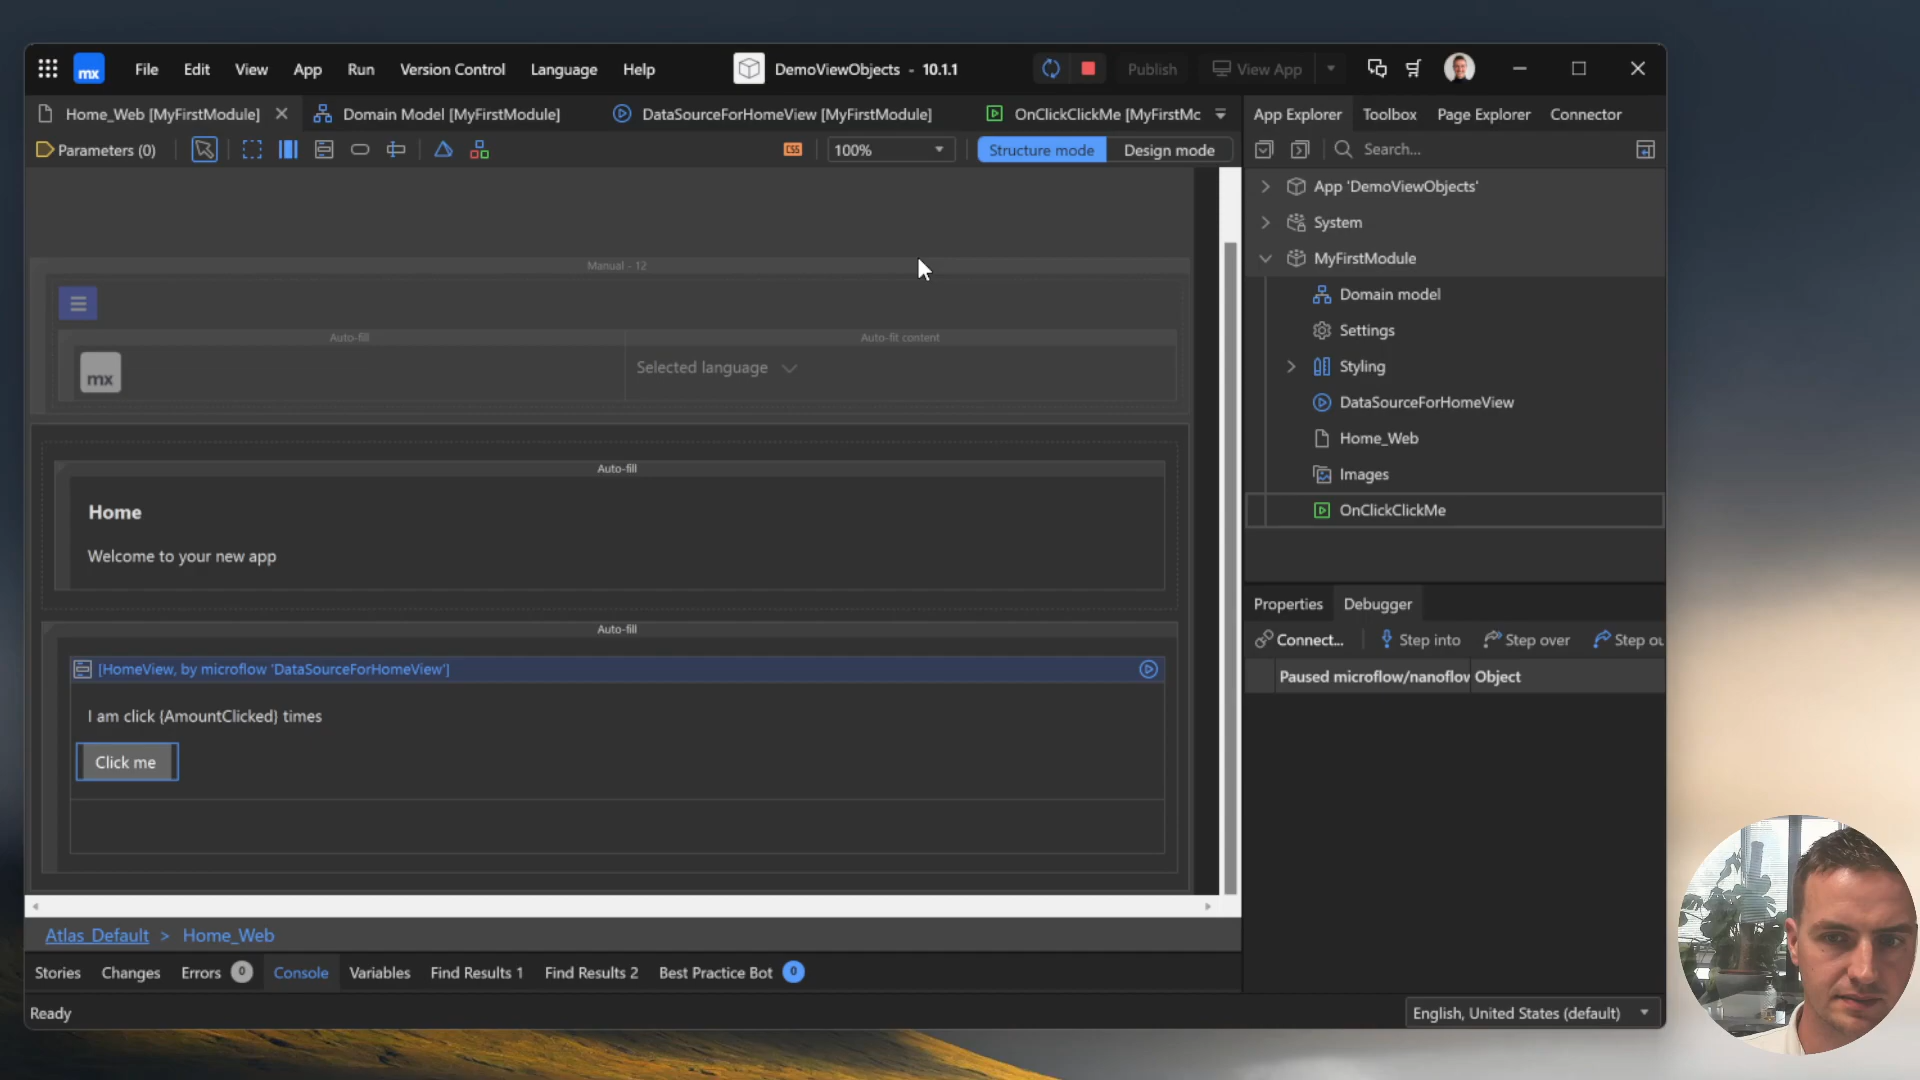 mx File Edit View App Run Version Control Language Help DemoViewObjects - 10.1.1 Publish View App
Home_Web [MyFirstModule] Domain Model [MyFirstModule] DataSourceForHomeView [MyFirstModule] OnClickClickMe [MyFirstMc App Explorer Toolbox Page Explorer Connector
Parameters (0) CSS 100% Structure mode Design mode Search...
App 'DemoViewObjects'
System
MyFirstModule
Domain model
Settings
Styling
DataSourceForHomeView
Home_Web
Images
OnClickClickMe
Manual - 12
Auto-fill Auto-fit content
mx Selected language
Auto-fill
Home
Welcome to your new app
Auto-fill
[HomeView, by microflow 'DataSourceForHomeView']
I am click {AmountClicked} times
Click me
Properties Debugger
Connect... Step into Step over Step ou
Paused microflow/nanoflow Object
Atlas_Default > Home_Web
Stories Changes Errors 0 Console Variables Find Results 1 Find Results 2 Best Practice Bot 0
Ready English, United States (default)